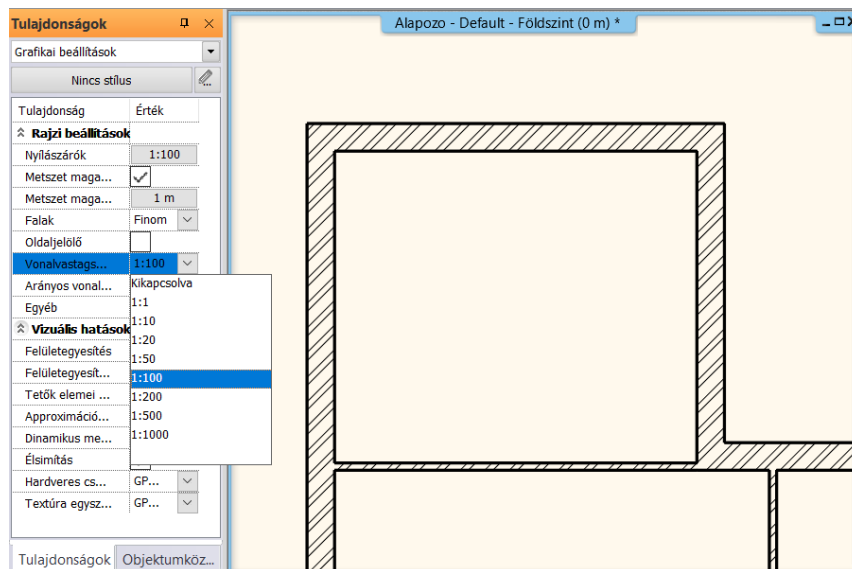 Tulajdonságok
Grafikai beállítások
Nincs stílus
Tulajdonság Érték
Rajzi beállítások
Nyílászárók 1:100
Metszet maga...
Metszet maga... 1 m
Falak Finom
Oldaljelölő
Vonalvastags... 1:100
Arányos vonal...
Egyéb
Vizuális hatások
Felületegyesítés
Felületegyesít...
Tetők elemei ...
Approximáció...
Dinamikus me...
Élsimítás
Hardveres cs... GP...
Textúra egysz... GP...
Kikapcsolva
1:1
1:10
1:20
1:50
1:100
1:200
1:500
1:1000
Tulajdonságok Objektumköz...
Alapozo - Default - Földszint (0 m) *